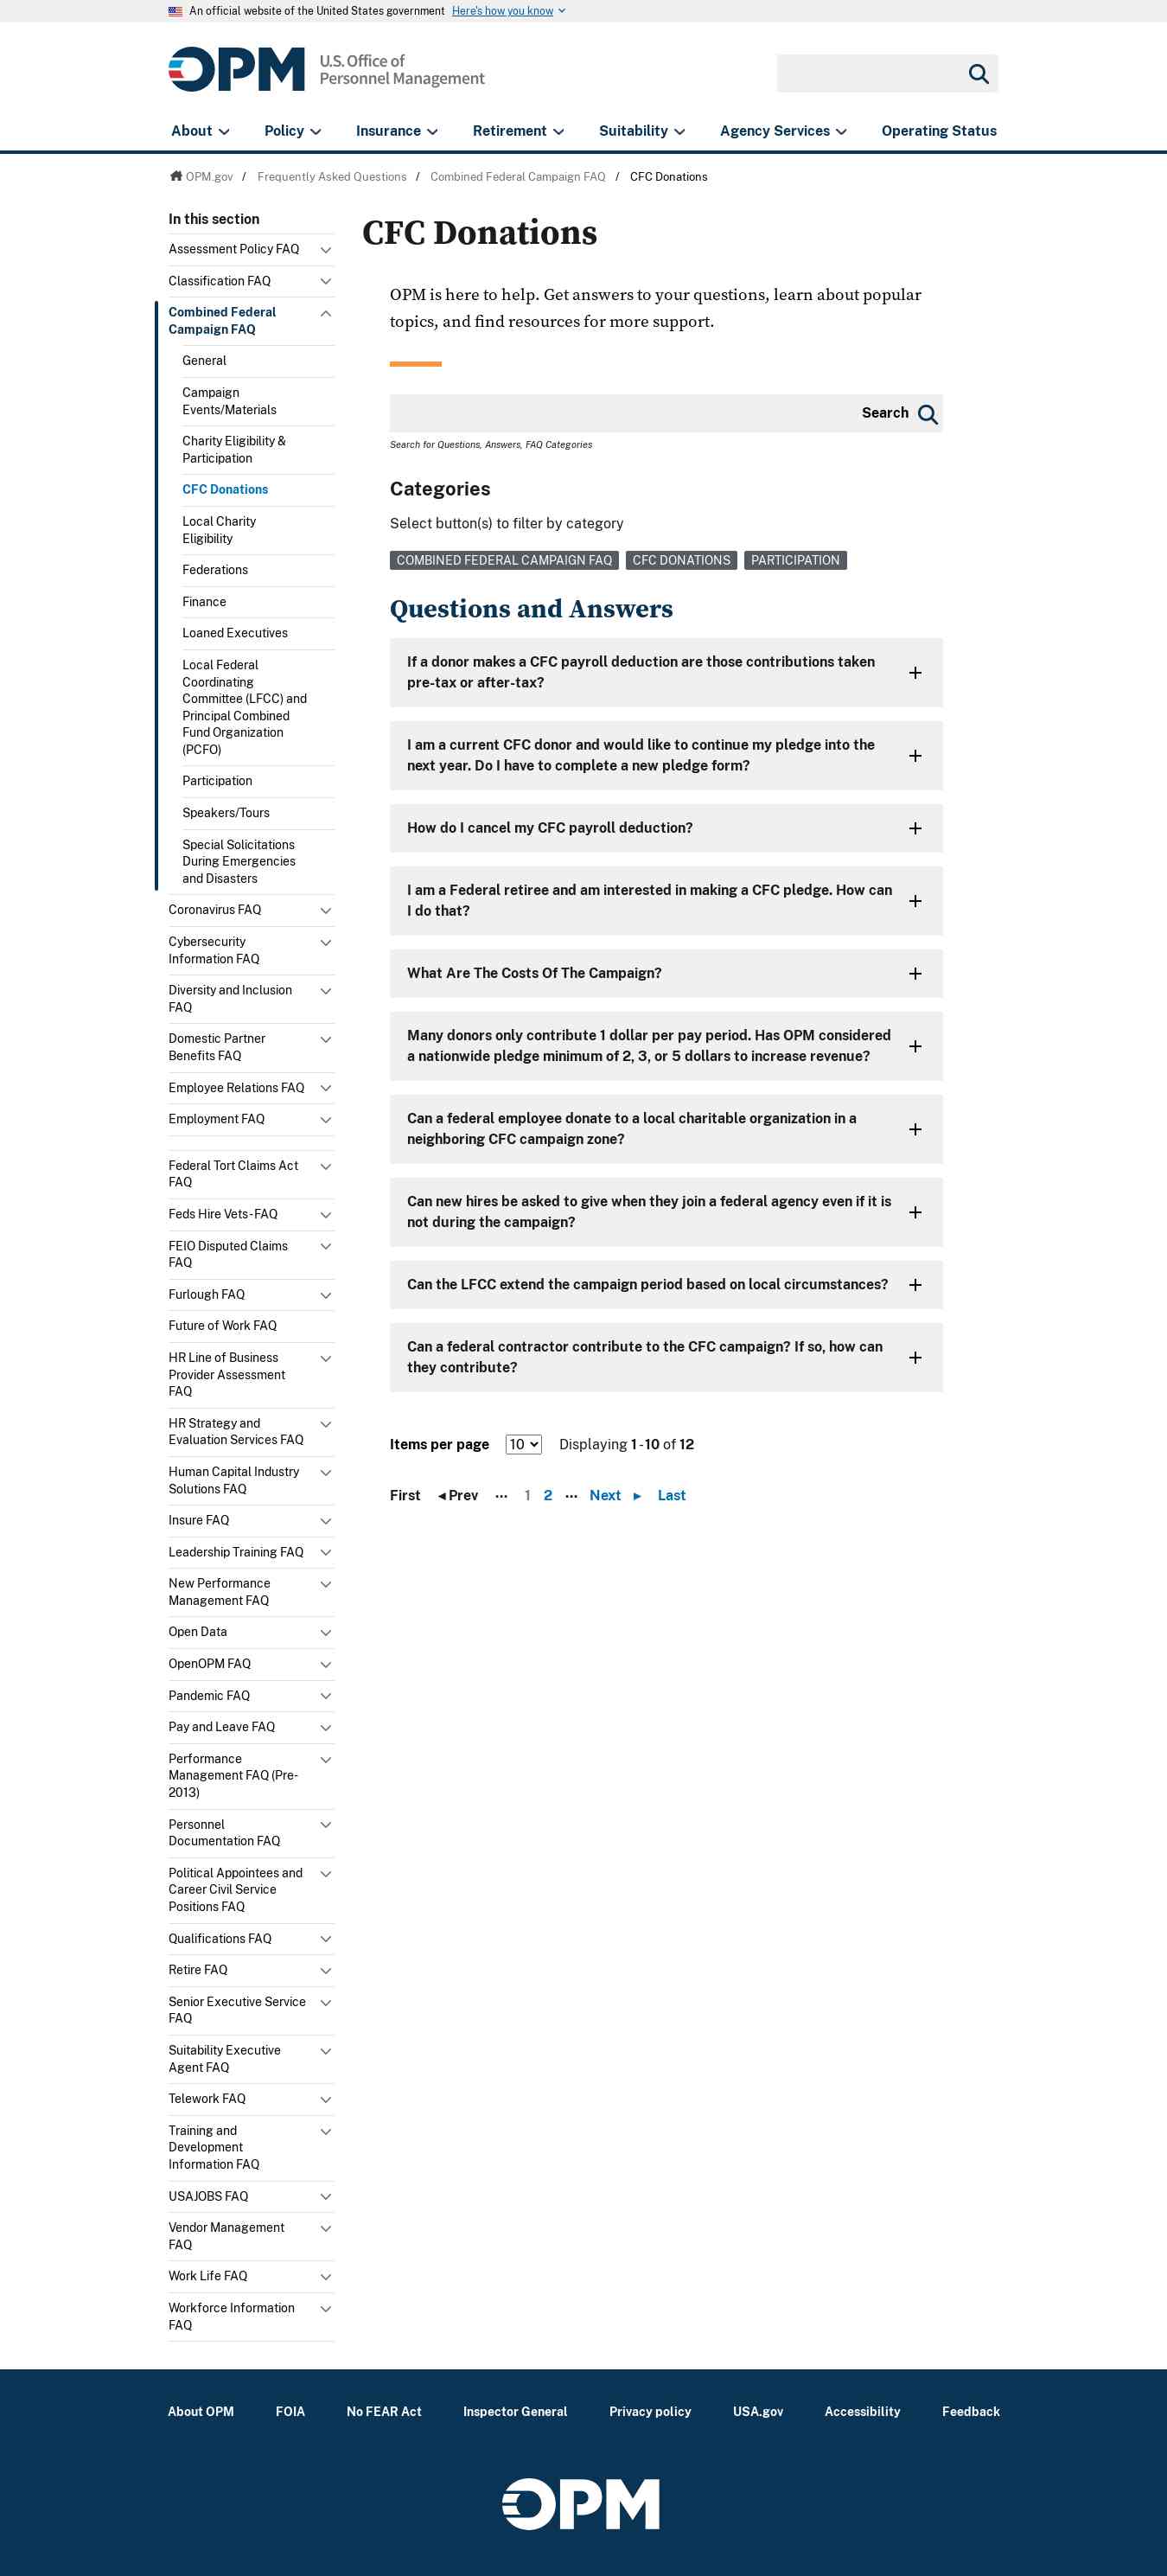 An official website of the United States government Here's how you know
OPM U.S. Office of
Personnel Management
About Policy Insurance Retirement Suitability Agency Services Operating Status
OPM.gov / Frequently Asked Questions / Combined Federal Campaign FAQ / CFC Donations
In this section
Assessment Policy FAQ
Classification FAQ
Combined Federal
Campaign FAQ
General
Campaign
Events/Materials
Charity Eligibility &
Participation
CFC Donations
Local Charity
Eligibility
Federations
Finance
Loaned Executives
Local Federal
Coordinating
Committee (LFCC) and
Principal Combined
Fund Organization
(PCFO)
Participation
Speakers/Tours
Special Solicitations
During Emergencies
and Disasters
Coronavirus FAQ
Cybersecurity
Information FAQ
Diversity and Inclusion
FAQ
Domestic Partner
Benefits FAQ
Employee Relations FAQ
Employment FAQ
Federal Tort Claims Act
FAQ
Feds Hire Vets-FAQ
FEIO Disputed Claims
FAQ
Furlough FAQ
Future of Work FAQ
HR Line of Business
Provider Assessment
FAQ
HR Strategy and
Evaluation Services FAQ
Human Capital Industry
Solutions FAQ
Insure FAQ
Leadership Training FAQ
New Performance
Management FAQ
Open Data
OpenOPM FAQ
Pandemic FAQ
Pay and Leave FAQ
Performance
Management FAQ (Pre-
2013)
Personnel
Documentation FAQ
Political Appointees and
Career Civil Service
Positions FAQ
Qualifications FAQ
Retire FAQ
Senior Executive Service
FAQ
Suitability Executive
Agent FAQ
Telework FAQ
Training and
Development
Information FAQ
USAJOBS FAQ
Vendor Management
FAQ
Work Life FAQ
Workforce Information
FAQ
CFC Donations
OPM is here to help. Get answers to your questions, learn about popular
topics, and find resources for more support.
Search
Search for Questions, Answers, FAQ Categories
Categories
Select button(s) to filter by category
COMBINED FEDERAL CAMPAIGN FAQ CFC DONATIONS PARTICIPATION
Questions and Answers
If a donor makes a CFC payroll deduction are those contributions taken
pre-tax or after-tax?
I am a current CFC donor and would like to continue my pledge into the
next year. Do I have to complete a new pledge form?
How do I cancel my CFC payroll deduction?
I am a Federal retiree and am interested in making a CFC pledge. How can
I do that?
What Are The Costs Of The Campaign?
Many donors only contribute 1 dollar per pay period. Has OPM considered
a nationwide pledge minimum of 2, 3, or 5 dollars to increase revenue?
Can a federal employee donate to a local charitable organization in a
neighboring CFC campaign zone?
Can new hires be asked to give when they join a federal agency even if it is
not during the campaign?
Can the LFCC extend the campaign period based on local circumstances?
Can a federal contractor contribute to the CFC campaign? If so, how can
they contribute?
Items per page 10 Displaying 1 - 10 of 12
First ◂ Prev ··· 1 2 ··· Next ▸ Last
About OPM FOIA No FEAR Act Inspector General Privacy policy USA.gov Accessibility Feedback
OPM